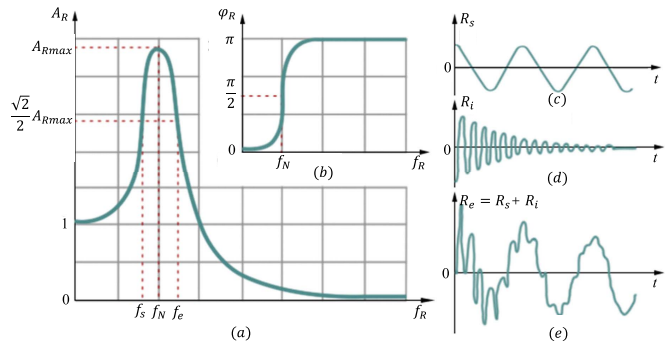 A_R
A_Rmax
√2/2 A_Rmax
1
0
f_s f_N f_e
f_R
(a)
φ_R
π
π/2
0
f_N
f_R
(b)
R_s
0
t
(c)
R_i
0
t
(d)
R_e = R_s + R_i
0
t
(e)